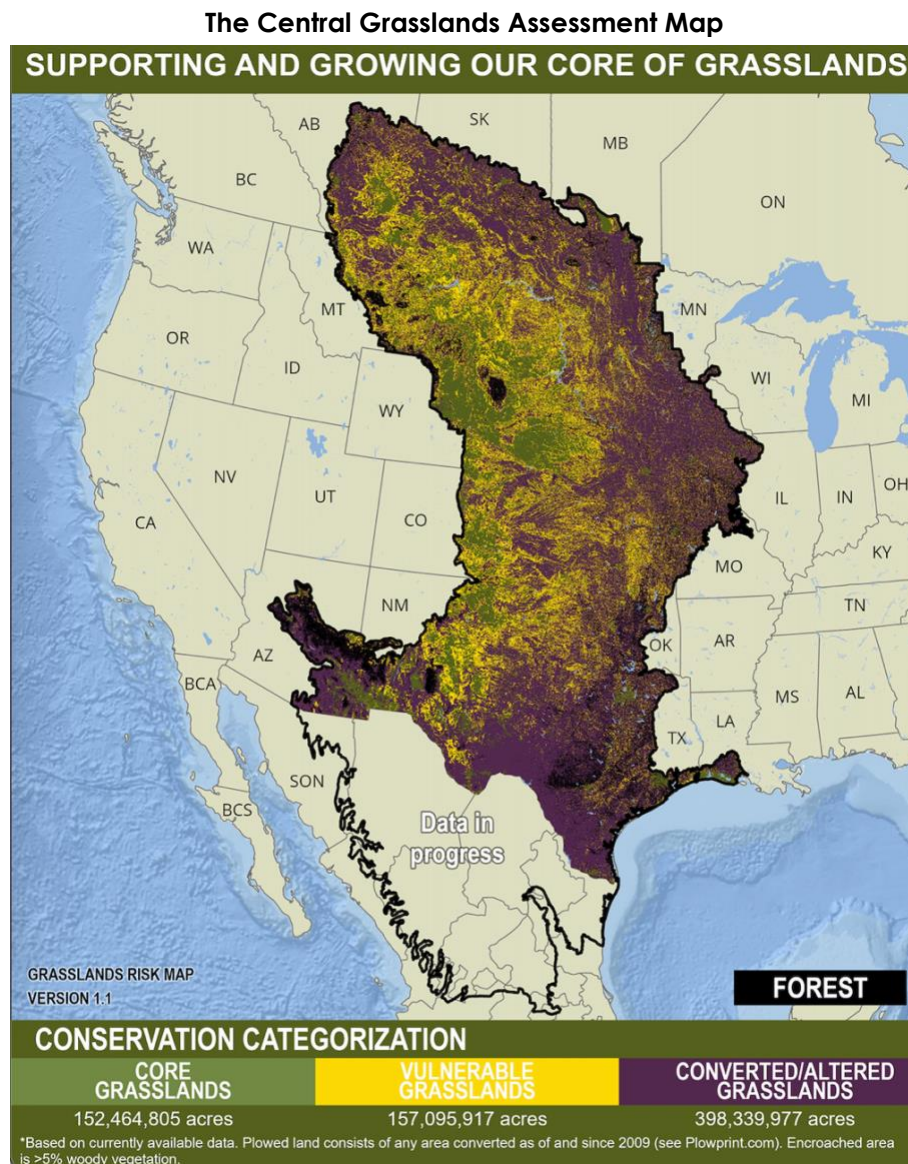 The Central Grasslands Assessment Map
SUPPORTING AND GROWING OUR CORE OF GRASSLANDS
AB
SK
MB
BC
ON
WA
MT
MN
OR
ID
WI
MI
WY
NV
UT
CO
CA
IL
IN
OH
KY
MO
NM
TN
AZ
OK
AR
BCA
MS
AL
TX
LA
SON
BCS
Data in
progress
GRASSLANDS RISK MAP
VERSION 1.1
FOREST
CONSERVATION CATEGORIZATION
CORE
GRASSLANDS
152,464,805 acres
VULNERABLE
GRASSLANDS
157,095,917 acres
CONVERTED/ALTERED
GRASSLANDS
398,339,977 acres
*Based on currently available data. Plowed land consists of any area converted as of and since 2009 (see Plowprint.com). Encroached area
is >5% woody vegetation.